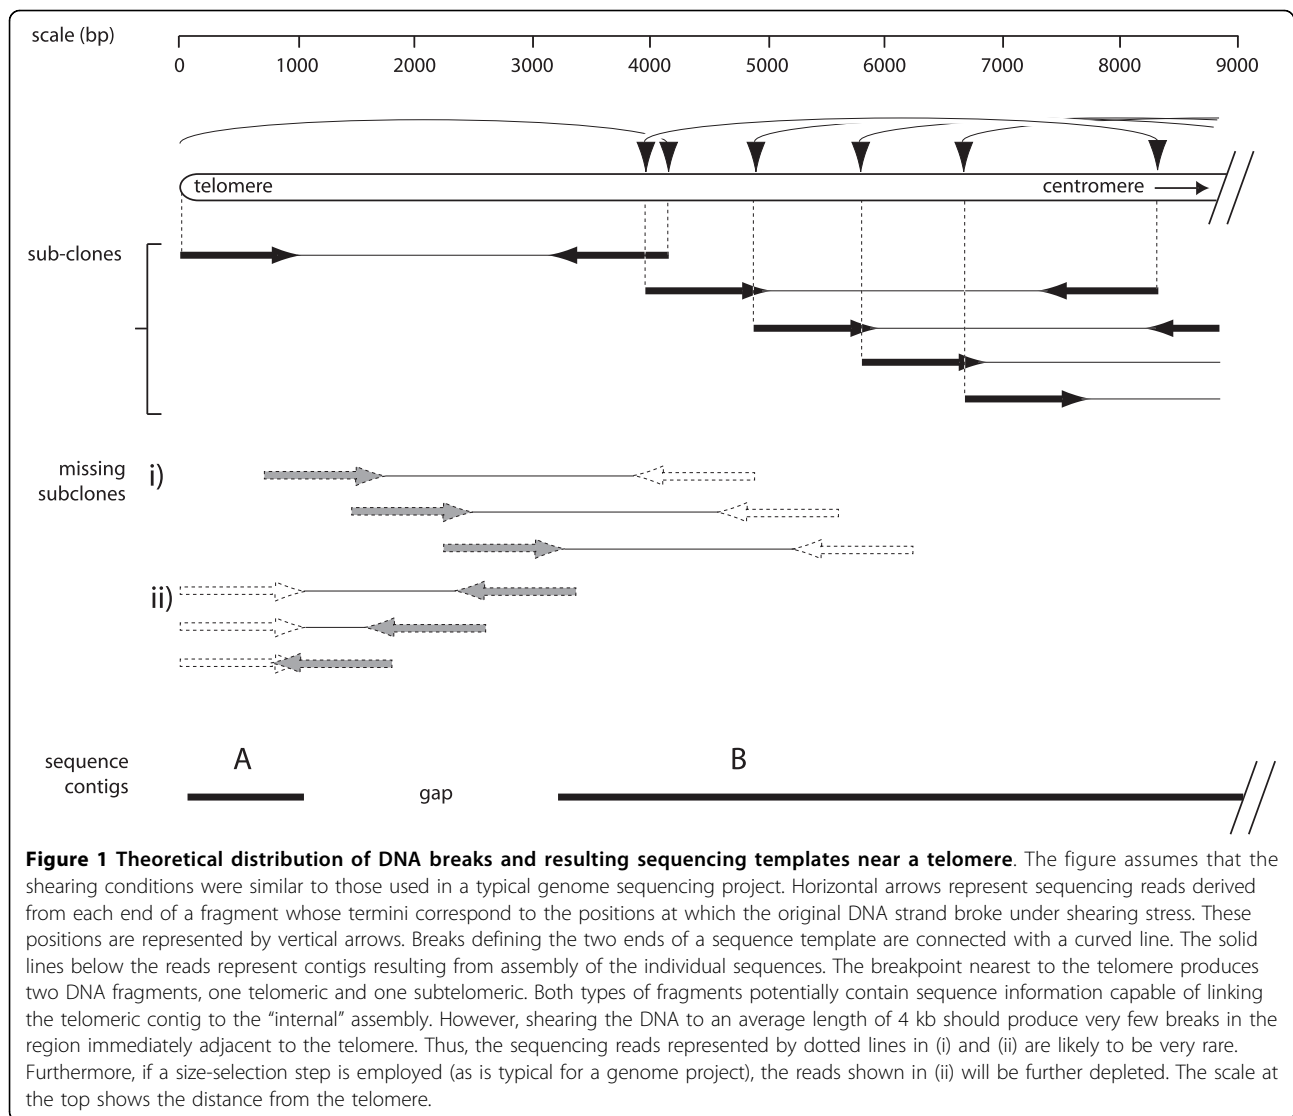 scale (bp)
0 1000 2000 3000 4000 5000 6000 7000 8000 9000
telomere centromere
sub-clones
missing
subclones
i)
ii)
A B
sequence
contigs
gap
Figure 1 Theoretical distribution of DNA breaks and resulting sequencing templates near a telomere. The figure assumes that the
shearing conditions were similar to those used in a typical genome sequencing project. Horizontal arrows represent sequencing reads derived
from each end of a fragment whose termini correspond to the positions at which the original DNA strand broke under shearing stress. These
positions are represented by vertical arrows. Breaks defining the two ends of a sequence template are connected with a curved line. The solid
lines below the reads represent contigs resulting from assembly of the individual sequences. The breakpoint nearest to the telomere produces
two DNA fragments, one telomeric and one subtelomeric. Both types of fragments potentially contain sequence information capable of linking
the telomeric contig to the “internal” assembly. However, shearing the DNA to an average length of 4 kb should produce very few breaks in the
region immediately adjacent to the telomere. Thus, the sequencing reads represented by dotted lines in (i) and (ii) are likely to be very rare.
Furthermore, if a size-selection step is employed (as is typical for a genome project), the reads shown in (ii) will be further depleted. The scale at
the top shows the distance from the telomere.